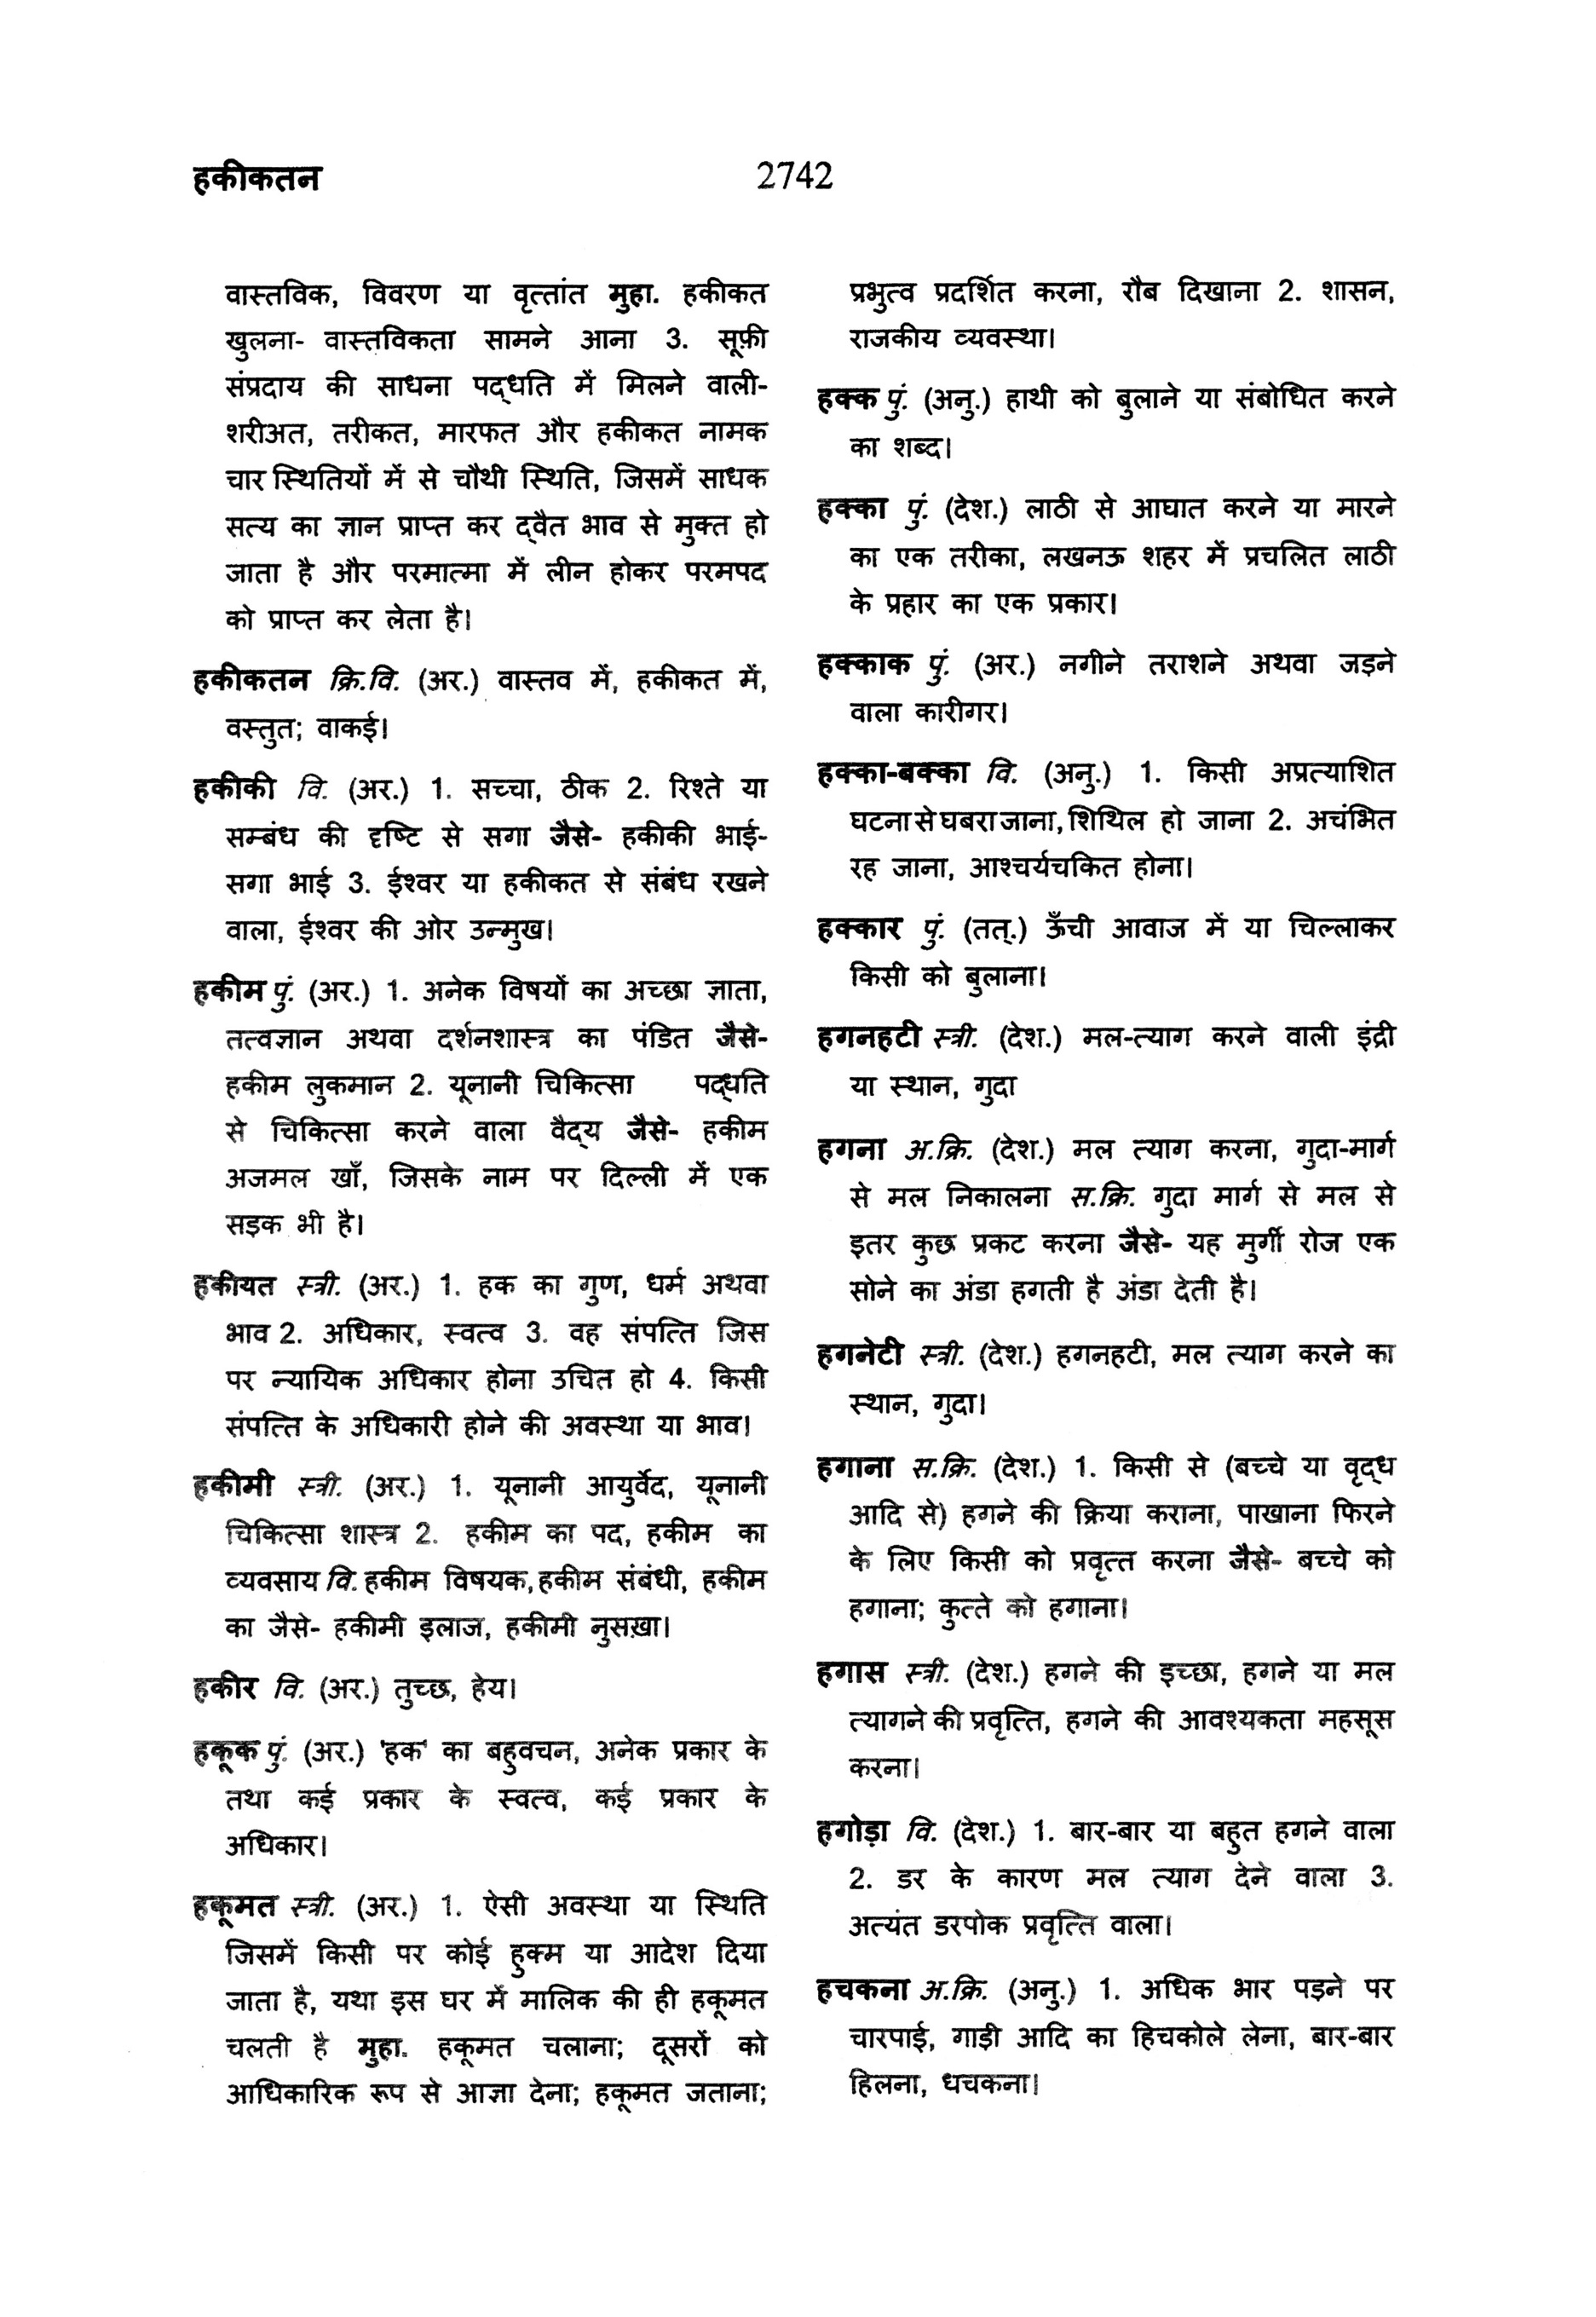 हकीकतन
2742
वास्तविक, विवरण या वृत्तांत मुहा. हकीकत
खुलना- वास्तविकता सामने आना 3. सूफ़ी
संप्रदाय की साधना पद्धति में मिलने वाली-
शरीअत, तरीकत, मारफत और हकीकत नामक
चार स्थितियों में से चौथी स्थिति, जिसमें साधक
सत्य का ज्ञान प्राप्त कर द्वैत भाव से मुक्त हो
जाता है और परमात्मा में लीन होकर परमपद
को प्राप्त कर लेता है।
हकीकतन क्रि.वि. (अर.) वास्तव में, हकीकत में,
वस्तुत; वाकई।
हकीकी वि. (अर.) 1. सच्चा, ठीक 2. रिश्ते या
सम्बंध की दृष्टि से सगा जैसे- हकीकी भाई-
सगा भाई 3. ईश्वर या हकीकत से संबंध रखने
वाला, ईश्वर की ओर उन्मुख।
हकीम पुं. (अर.) 1. अनेक विषयों का अच्छा ज्ञाता,
तत्वज्ञान अथवा दर्शनशास्त्र का पंडित जैसे-
हकीम लुकमान 2. यूनानी चिकित्सा पद्धति
से चिकित्सा करने वाला वैद्य जैसे- हकीम
अजमल खाँ, जिसके नाम पर दिल्ली में एक
सड़क भी है।
हकीयत स्त्री. (अर.) 1. हक का गुण, धर्म अथवा
भाव 2. अधिकार, स्वत्व 3. वह संपत्ति जिस
पर न्यायिक अधिकार होना उचित हो 4. किसी
संपत्ति के अधिकारी होने की अवस्था या भाव।
हकीमी स्त्री. (अर.) 1. यूनानी आयुर्वेद, यूनानी
चिकित्सा शास्त्र 2. हकीम का पद, हकीम का
व्यवसाय वि. हकीम विषयक, हकीम संबंधी, हकीम
का जैसे- हकीमी इलाज, हकीमी नुसख़ा।
हकीर वि. (अर.) तुच्छ, हेय।
हकूक पुं. (अर.) 'हक' का बहुवचन, अनेक प्रकार के
तथा कई प्रकार के स्वत्व, कई प्रकार के
अधिकार।
हकूमत स्त्री. (अर.) 1. ऐसी अवस्था या स्थिति
जिसमें किसी पर कोई हुक्म या आदेश दिया
जाता है, यथा इस घर में मालिक की ही हकूमत
चलती है मुहा. हकूमत चलाना; दूसरों को
आधिकारिक रूप से आज्ञा देना; हकूमत जताना;
प्रभुत्व प्रदर्शित करना, रौब दिखाना 2. शासन,
राजकीय व्यवस्था।
हक्क पुं. (अनु.) हाथी को बुलाने या संबोधित करने
का शब्द।
हक्का पुं. (देश.) लाठी से आघात करने या मारने
का एक तरीका, लखनऊ शहर में प्रचलित लाठी
के प्रहार का एक प्रकार।
हक्काक पुं. (अर.) नगीने तराशने अथवा जड़ने
वाला कारीगर।
हक्का-बक्का वि. (अनु.) 1. किसी अप्रत्याशित
घटना से घबरा जाना, शिथिल हो जाना 2. अचंभित
रह जाना, आश्चर्यचकित होना।
हक्कार पुं. (तत्.) ऊँची आवाज में या चिल्लाकर
किसी को बुलाना।
हगनहटी स्त्री. (देश.) मल-त्याग करने वाली इंद्री
या स्थान, गुदा
हगना अ.क्रि. (देश.) मल त्याग करना, गुदा-मार्ग
से मल निकालना स.क्रि. गुदा मार्ग से मल से
इतर कुछ प्रकट करना जैसे- यह मुर्गी रोज एक
सोने का अंडा हगती है अंडा देती है।
हगनेटी स्त्री. (देश.) हगनहटी, मल त्याग करने का
स्थान, गुदा।
हगाना स.क्रि. (देश.) 1. किसी से (बच्चे या वृद्ध
आदि से) हगने की क्रिया कराना, पाखाना फिरने
के लिए किसी को प्रवृत्त करना जैसे- बच्चे को
हगाना; कुत्ते को हगाना।
हगास स्त्री. (देश.) हगने की इच्छा, हगने या मल
त्यागने की प्रवृत्ति, हगने की आवश्यकता महसूस
करना।
हगोड़ा वि. (देश.) 1. बार-बार या बहुत हगने वाला
2. डर के कारण मल त्याग देने वाला 3.
अत्यंत डरपोक प्रवृत्ति वाला।
हचकना अ.क्रि. (अनु.) 1. अधिक भार पड़ने पर
चारपाई, गाड़ी आदि का हिचकोले लेना, बार-बार
हिलना, धचकना।